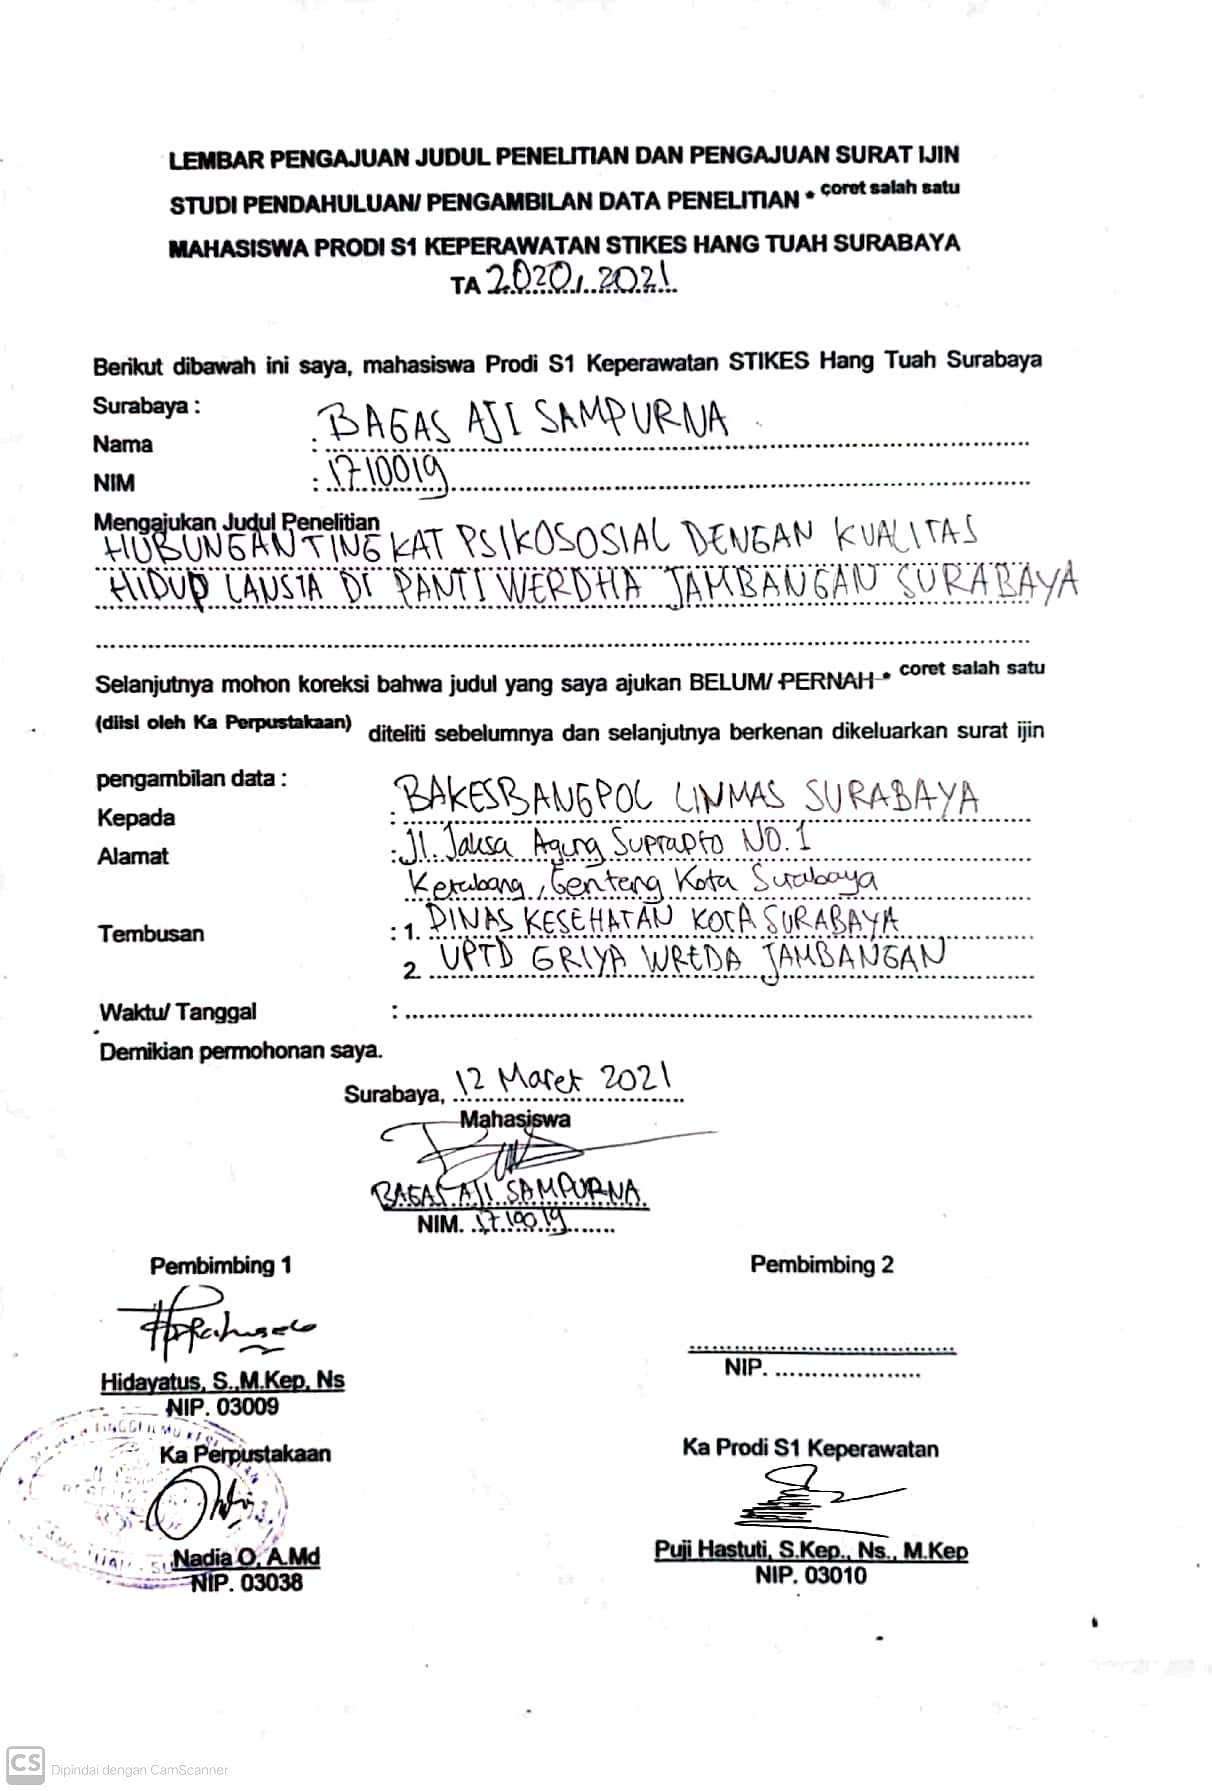 LEMBAR PENGAJUAN JUDUL PENELITIAN DAN PENGAJUAN SURAT IJIN
STUDI PENDAHULUAN/ PENGAMBILAN DATA PENELITIAN * coret salah satu
MAHASISWA PRODI S1 KEPERAWATAN STIKES HANG TUAH SURABAYA
TA 2020/2021
Berikut dibawah ini saya, mahasiswa Prodi S1 Keperawatan STIKES Hang Tuah Surabaya
Surabaya :
Nama : BAGAS AJI SAMPURNA
NIM : 1710019
Mengajukan Judul Penelitian
HUBUNGAN TINGKAT PSIKOSOSIAL DENGAN KUALITAS
HIDUP LANSIA DI PANTI WERDHA JAMBANGAN SURABAYA
Selanjutnya mohon koreksi bahwa judul yang saya ajukan BELUM/ PERNAH * coret salah satu
(diisi oleh Ka Perpustakaan) diteliti sebelumnya dan selanjutnya berkenan dikeluarkan surat ijin
pengambilan data :
Kepada : BAKESBANGPOL LINMAS SURABAYA
Alamat : Jl. Jaksa Agung Suprapto NO. 1
Ketabang, Genteng Kota Surabaya
Tembusan : 1. DINAS KESEHATAN KOTA SURABAYA
2 UPTD GRIYA WREDA JAMBANGAN
Waktu/ Tanggal :
Demikian permohonan saya.
Surabaya, 12 Maret 2021
Mahasiswa
BAGAS AJI SAMPURNA
NIM. 1710019
Pembimbing 1 Pembimbing 2
Hidayatus, S.,M.Kep, Ns
NIP. 03009
NIP.
Ka Perpustakaan Ka Prodi S1 Keperawatan
Nadia O, A.Md Puji Hastuti, S.Kep., Ns., M.Kep
NIP. 03038 NIP. 03010
CS Dipindai dengan CamScanner